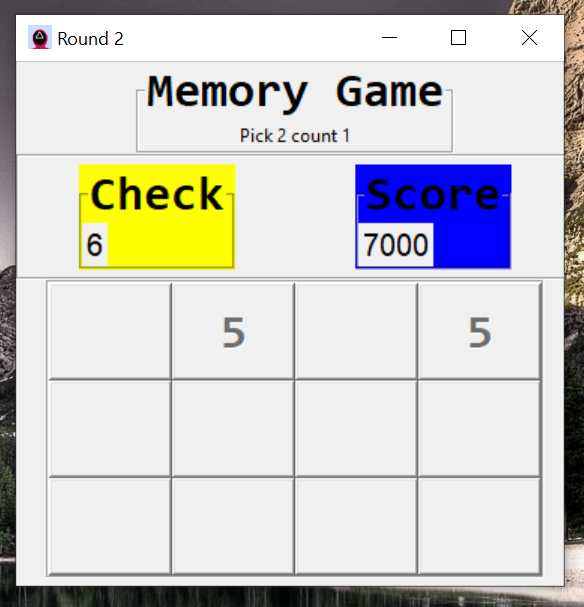 Round 2
Memory Game
Pick 2 count 1
Check Score
6 7000
5 5